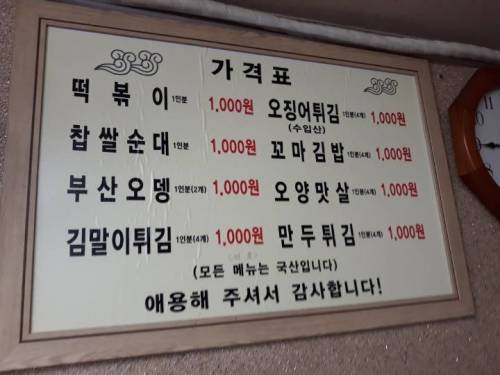 가격표
떡볶이 1인분 1,000원 오징어튀김 1인분(4개) 1,000원
(수입산)
찹쌀순대 1인분 1,000원 꼬마김밥 1인분(4개) 1,000원
부산오뎅 1인분(2개) 1,000원 오양맛살 1인분(4개) 1,000원
김말이튀김 1인분(4개) 1,000원 만두튀김 1인분(4개) 1,000원
(모든 메뉴는 국산입니다)
애용해 주셔서 감사합니다!